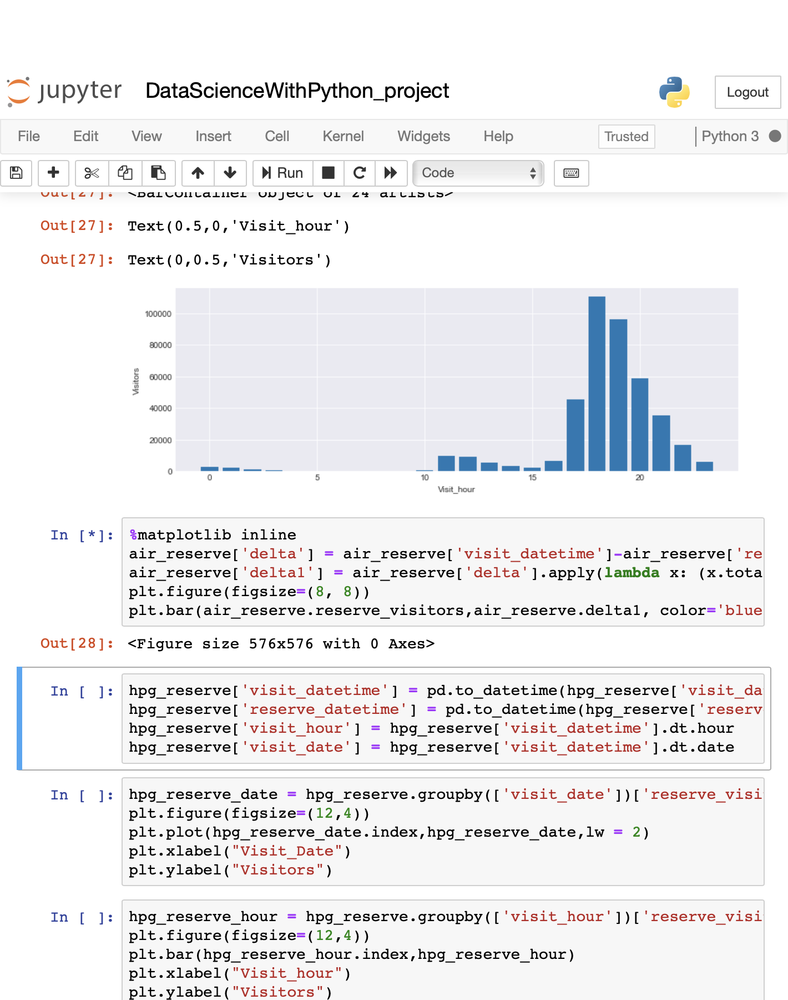 jupyter DataScienceWithPython_project Logout
File Edit View Insert Cell Kernel Widgets Help Trusted Python 3
Run Code
Out[27]: <BarContainer object of 24 artists>
Out[27]: Text(0.5,0,'Visit_hour')
Out[27]: Text(0,0.5,'Visitors')
100000
80000
60000
40000
20000
0
Visitors
0 5 10 15 20
Visit_hour
In [*]: %matplotlib inline
air_reserve['delta'] = air_reserve['visit_datetime']-air_reserve['re
air_reserve['delta1'] = air_reserve['delta'].apply(lambda x: (x.tota
plt.figure(figsize=(8, 8))
plt.bar(air_reserve.reserve_visitors,air_reserve.delta1, color='blue
Out[28]: <Figure size 576x576 with 0 Axes>
In [ ]: hpg_reserve['visit_datetime'] = pd.to_datetime(hpg_reserve['visit_da
hpg_reserve['reserve_datetime'] = pd.to_datetime(hpg_reserve['reserv
hpg_reserve['visit_hour'] = hpg_reserve['visit_datetime'].dt.hour
hpg_reserve['visit_date'] = hpg_reserve['visit_datetime'].dt.date
In [ ]: hpg_reserve_date = hpg_reserve.groupby(['visit_date'])['reserve_visi
plt.figure(figsize=(12,4))
plt.plot(hpg_reserve_date.index,hpg_reserve_date,lw = 2)
plt.xlabel("Visit_Date")
plt.ylabel("Visitors")
In [ ]: hpg_reserve_hour = hpg_reserve.groupby(['visit_hour'])['reserve_visi
plt.figure(figsize=(12,4))
plt.bar(hpg_reserve_hour.index,hpg_reserve_hour)
plt.xlabel("Visit_hour")
plt.ylabel("Visitors")